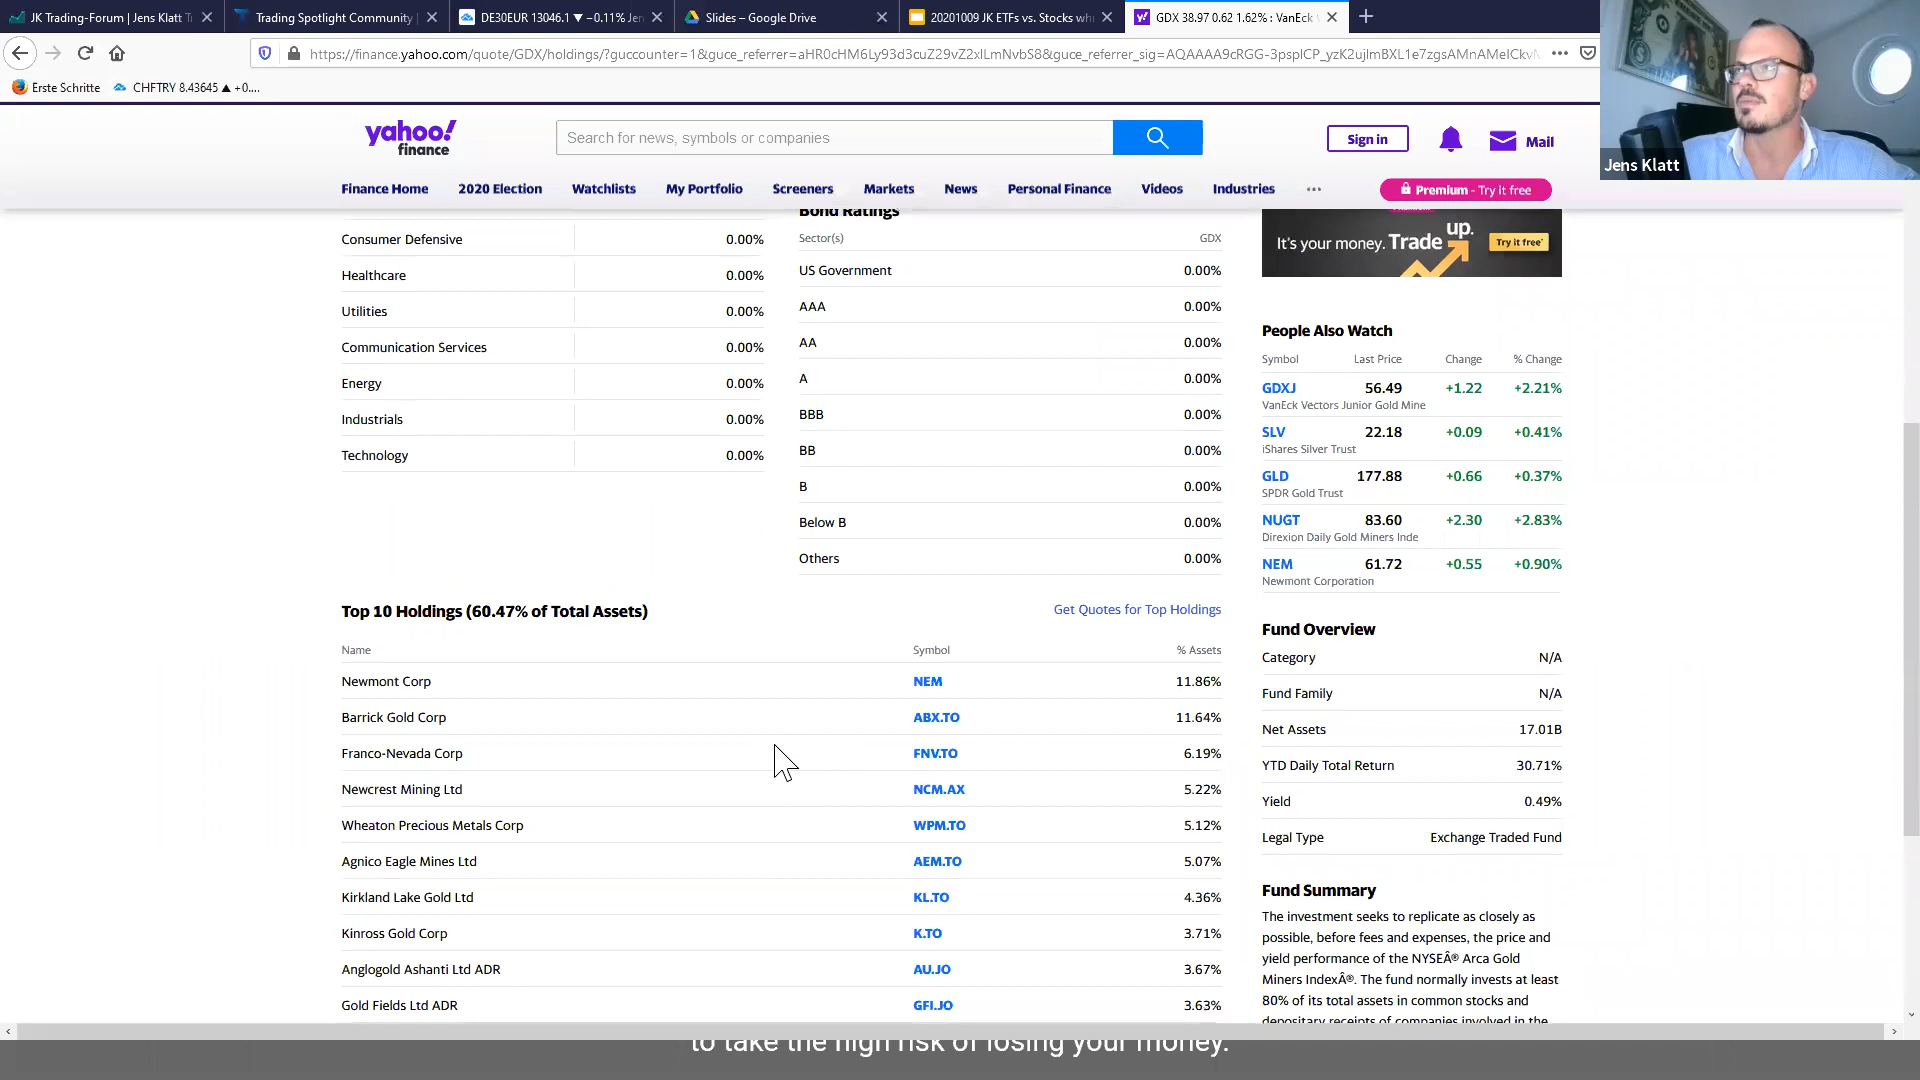 JK Trading-Forum | Jens Klatt T
Trading Spotlight Community |
DE30EUR 13046.1 ▼ −0.11% Jen
Slides – Google Drive
20201009 JK ETFs vs. Stocks wh
GDX 38.97 0.62 1.62% : VanEck
https://finance.yahoo.com/quote/GDX/holdings/?guccounter=1&guce_referrer=
Erste Schritte
CHFTRY 8.43645 ▲ +0....
Jens Klatt
yahoo!
finance
Search for news, symbols or companies
Sign in
Mail
Finance Home
2020 Election
Watchlists
My Portfolio
Screeners
Markets
News
Personal Finance
Videos
Industries
...
Premium - Try it free
Consumer Defensive 0.00%
Healthcare 0.00%
Utilities 0.00%
Communication Services 0.00%
Energy 0.00%
Industrials 0.00%
Technology 0.00%
Bond Ratings
Sector(s) GDX
US Government 0.00%
AAA 0.00%
AA 0.00%
A 0.00%
BBB 0.00%
BB 0.00%
B 0.00%
Below B 0.00%
Others 0.00%
Top 10 Holdings (60.47% of Total Assets)
Get Quotes for Top Holdings
Name Symbol % Assets
Newmont Corp NEM 11.86%
Barrick Gold Corp ABX.TO 11.64%
Franco-Nevada Corp FNV.TO 6.19%
Newcrest Mining Ltd NCM.AX 5.22%
Wheaton Precious Metals Corp WPM.TO 5.12%
Agnico Eagle Mines Ltd AEM.TO 5.07%
Kirkland Lake Gold Ltd KL.TO 4.36%
Kinross Gold Corp K.TO 3.71%
Anglogold Ashanti Ltd ADR AU.JO 3.67%
Gold Fields Ltd ADR GFI.JO 3.63%
It's your money. Trade up.
Try it free*
People Also Watch
Symbol Last Price Change % Change
GDXJ 56.49 +1.22 +2.21%
VanEck Vectors Junior Gold Mine
SLV 22.18 +0.09 +0.41%
iShares Silver Trust
GLD 177.88 +0.66 +0.37%
SPDR Gold Trust
NUGT 83.60 +2.30 +2.83%
Direxion Daily Gold Miners Inde
NEM 61.72 +0.55 +0.90%
Newmont Corporation
Fund Overview
Category N/A
Fund Family N/A
Net Assets 17.01B
YTD Daily Total Return 30.71%
Yield 0.49%
Legal Type Exchange Traded Fund
Fund Summary
The investment seeks to replicate as closely as
possible, before fees and expenses, the price and
yield performance of the NYSEÂ® Arca Gold
Miners IndexÂ®. The fund normally invests at least
80% of its total assets in common stocks and
depositary receipts of companies involved in the
to take the high risk of losing your money.